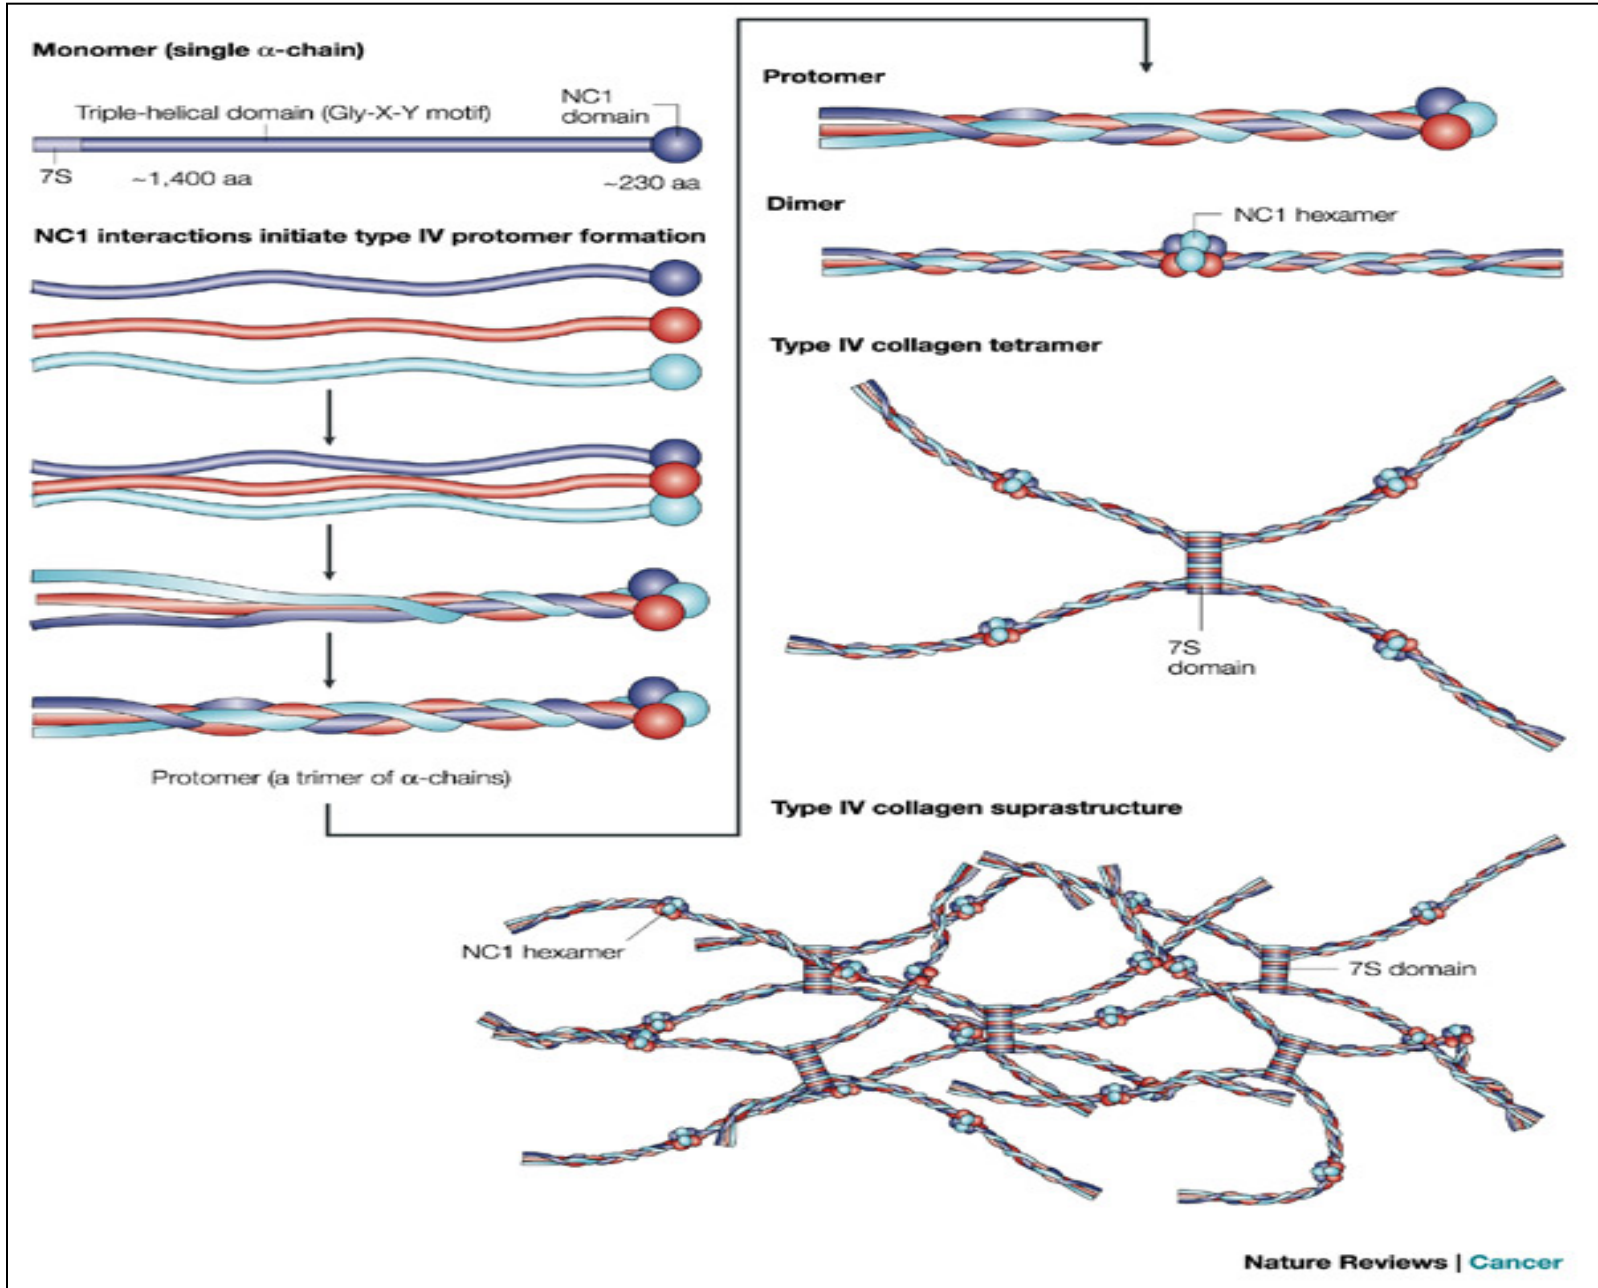 Monomer (single α-chain)
Triple-helical domain (Gly-X-Y motif)
NC1
domain
7S
~1,400 aa
~230 aa
NC1 interactions initiate type IV protomer formation
Protomer (a trimer of α-chains)
Protomer
Dimer
NC1 hexamer
Type IV collagen tetramer
7S
domain
Type IV collagen suprastructure
NC1 hexamer
7S domain
Nature Reviews | Cancer